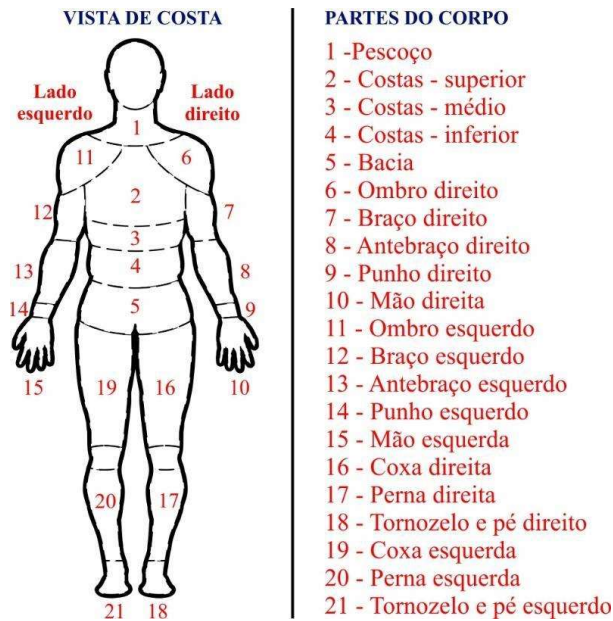 VISTA DE COSTA
Lado
esquerdo
Lado
direito
1
11
6
2
12
7
3
4
13
8
14
5
9
15
19
16
10
20
17
21
18
PARTES DO CORPO
1 -Pescoço
2 - Costas - superior
3 - Costas - médio
4 - Costas - inferior
5 - Bacia
6 - Ombro direito
7 - Braço direito
8 - Antebraço direito
9 - Punho direito
10 - Mão direita
11 - Ombro esquerdo
12 - Braço esquerdo
13 - Antebraço esquerdo
14 - Punho esquerdo
15 - Mão esquerda
16 - Coxa direita
17 - Perna direita
18 - Tornozelo e pé direito
19 - Coxa esquerda
20 - Perna esquerda
21 - Tornozelo e pé esquerdo